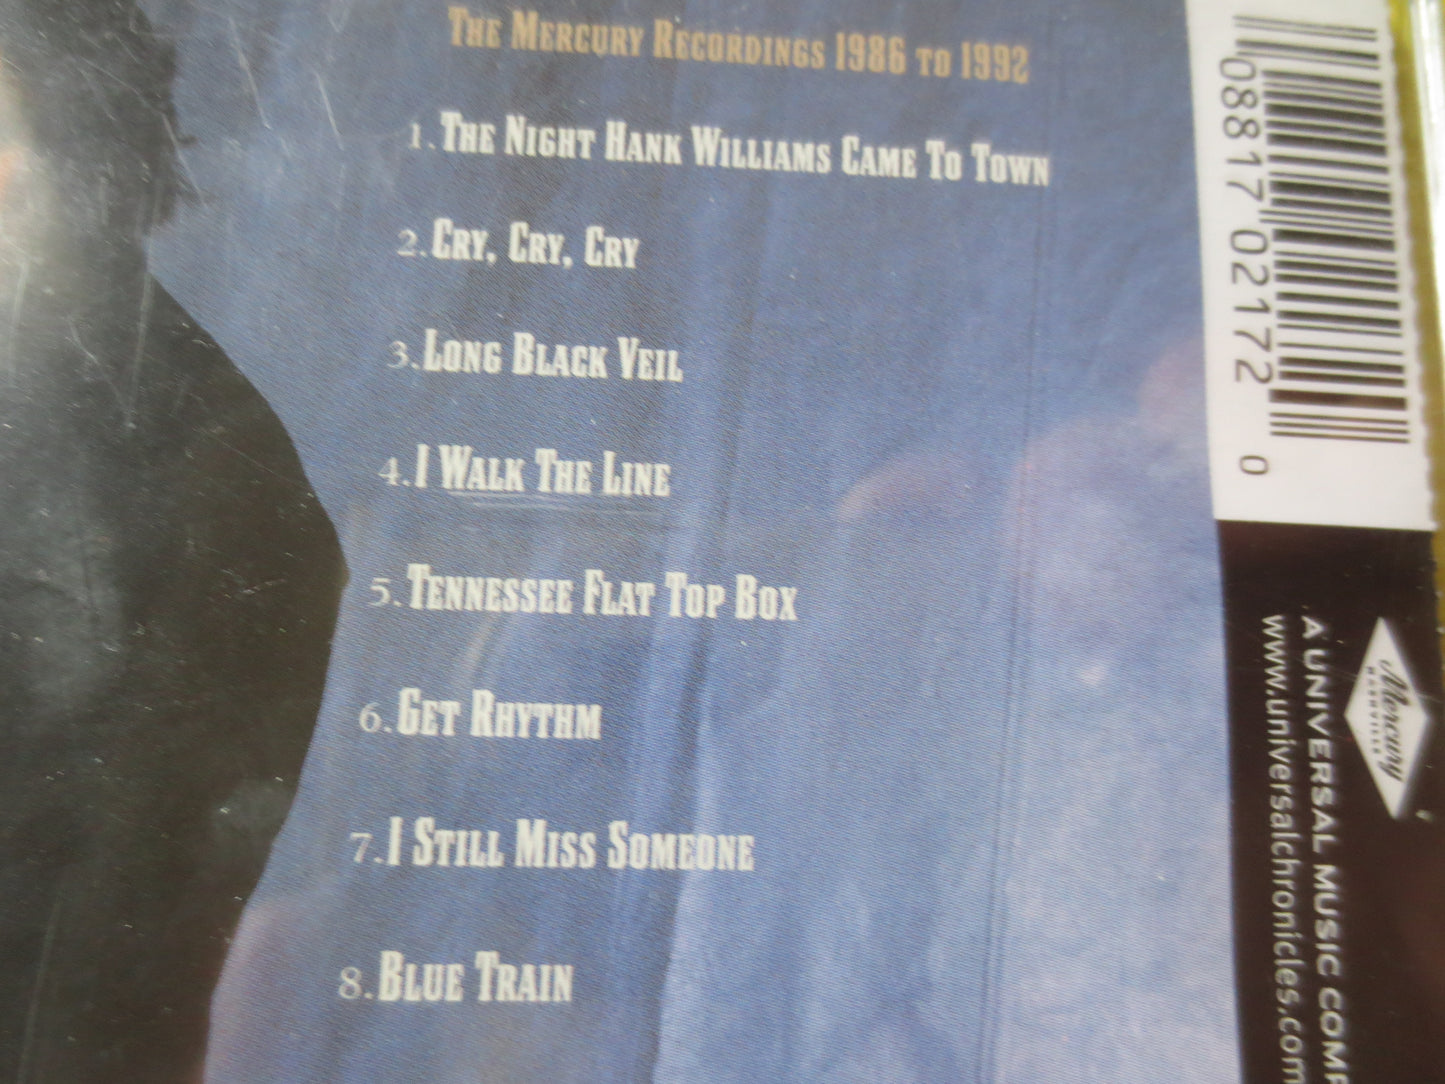 THE MERCURY RECORDINGS 1986 TO 1992
1. THE NIGHT HANK WILLIAMS CAME TO TOWN
2. CRY, CRY, CRY
3. LONG BLACK VEIL
4. I WALK THE LINE
5. TENNESSEE FLAT TOP BOX
6. GET RHYTHM
7. I STILL MISS SOMEONE
8. BLUE TRAIN
08817 02172 0
Mercury
NASHVILLE
A UNIVERSAL MUSIC COMP
www.universalchronicles.com